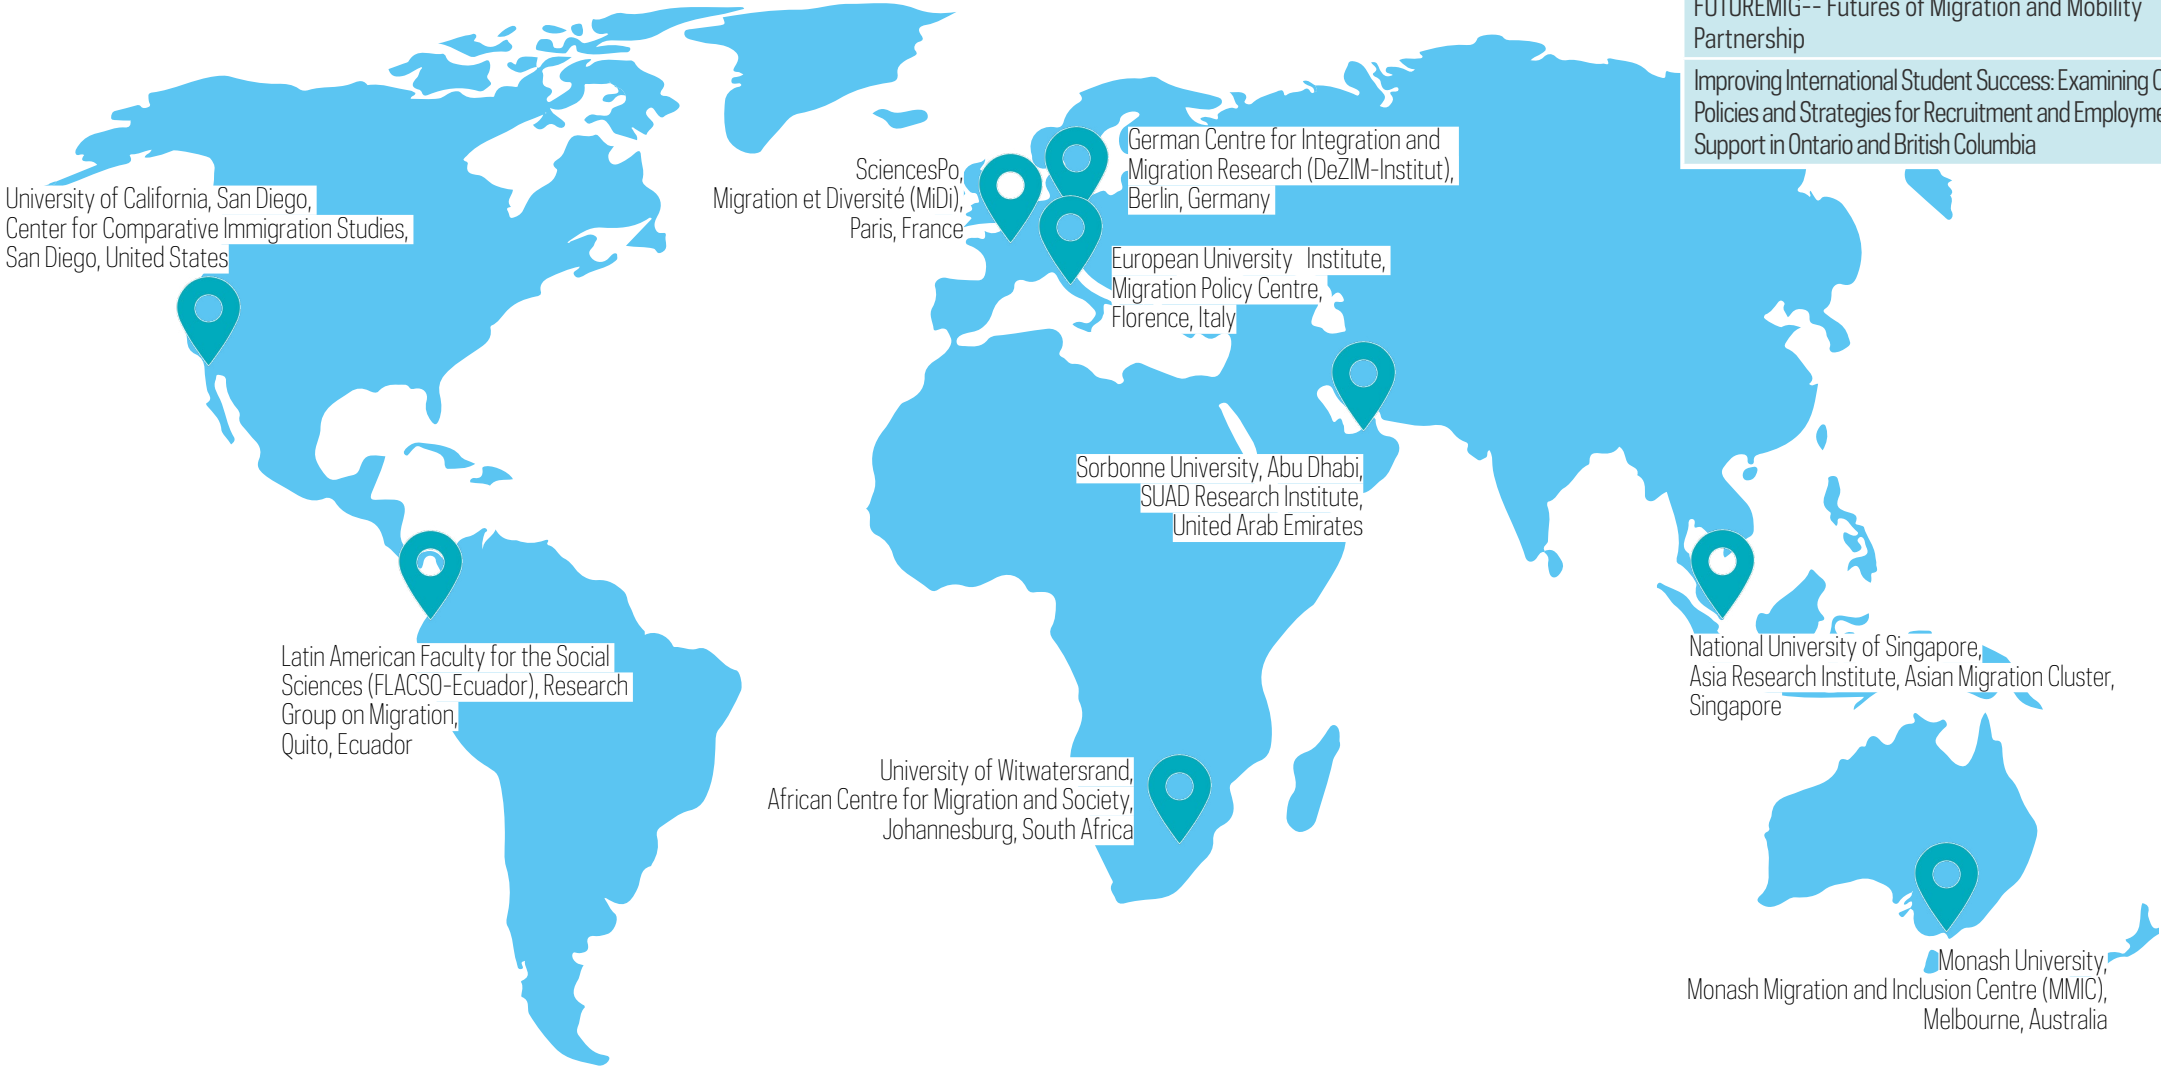 FUTUREMIG-- Futures of Migration and Mobility
Partnership
Improving International Student Success: Examining
Policies and Strategies for Recruitment and
Support in Ontario and British Columbia
German Centre for Integration and
Migration Research (DeZIM-Institut),
Berlin, Germany
SciencesPo,
Migration et Diversité (MiDi),
Paris, France
University of California, San Diego,
Center for Comparative Immigration Studies,
San Diego, United States
European University Institute,
Migration Policy Centre,
Florence, Italy
Sorbonne University, Abu Dhabi,
SUAD Research Institute,
United Arab Emirates
Latin American Faculty for the Social
Sciences (FLACSO-Ecuador), Research
Group on Migration,
Quito, Ecuador
National University of Singapore,
Asia Research Institute, Asian Migration Cluster,
Singapore
University of Witwatersrand,
African Centre for Migration and Society,
Johannesburg, South Africa
Monash University,
Monash Migration and Inclusion Centre (MMIC),
Melbourne, Australia